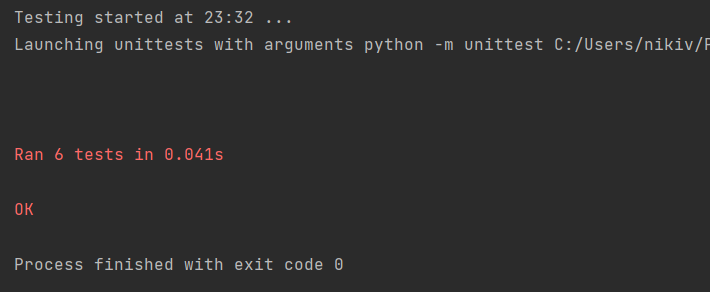 Testing started at 23:32 ...
Launching unittests with arguments python -m unittest C:/Users/nikiv/
Ran 6 tests in 0.041s
OK
Process finished with exit code 0